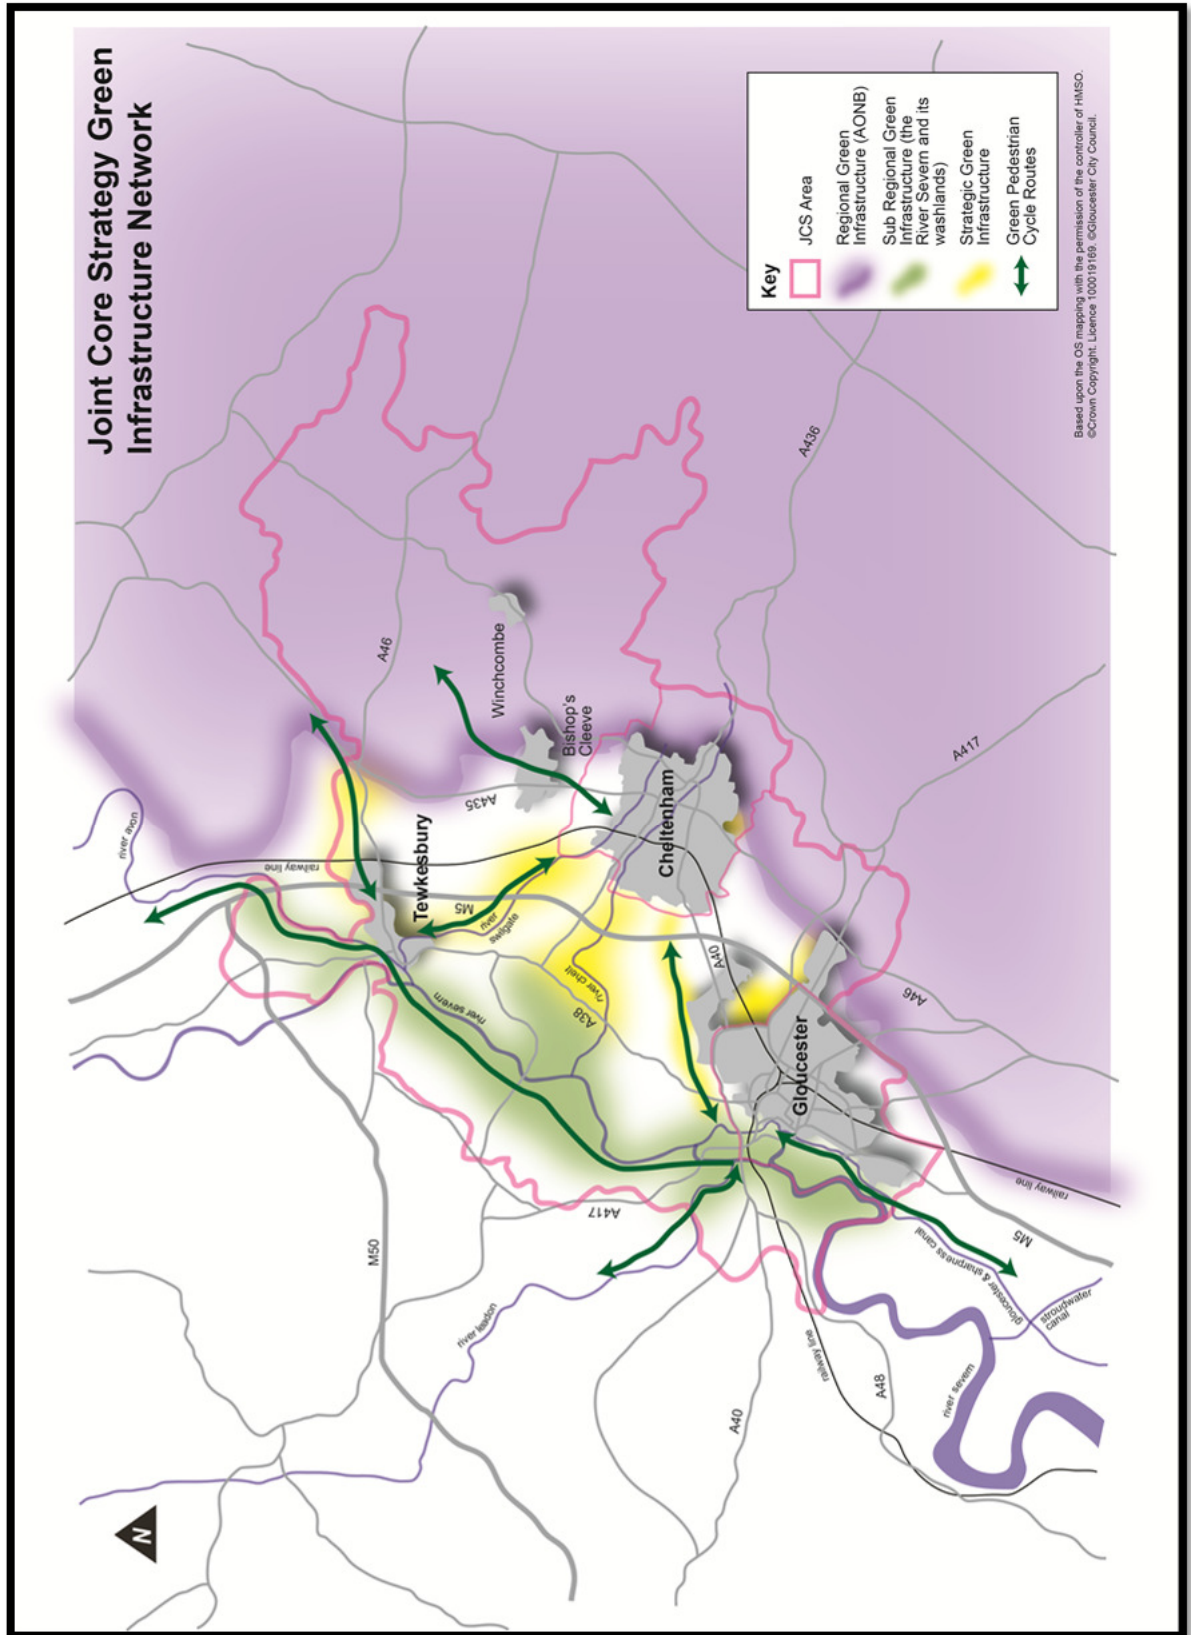 Joint Core Strategy Green
Infrastructure Network
Key
JCS Area
Regional Green
Infrastructure (AONB)
Sub Regional Green
Infrastructure (the
River Severn and its
washlands)
Strategic Green
Infrastructure
Green Pedestrian
Cycle Routes
Based upon the OS mapping with the permission of the controller of HMSO.
©Crown Copyright. Licence 100019169. ©Gloucester City Council.
N
river avon
railway line
A46
Winchcombe
Bishop's
Cleeve
A435
Tewkesbury
M5
river
swilgate
Cheltenham
river severn
A38
river chelt
A40
Gloucester
A436
A417
A46
M50
A417
river leadon
railway line
M5
gloucester & sharpness canal
stroudwater
canal
railway line
A48
A40
river severn